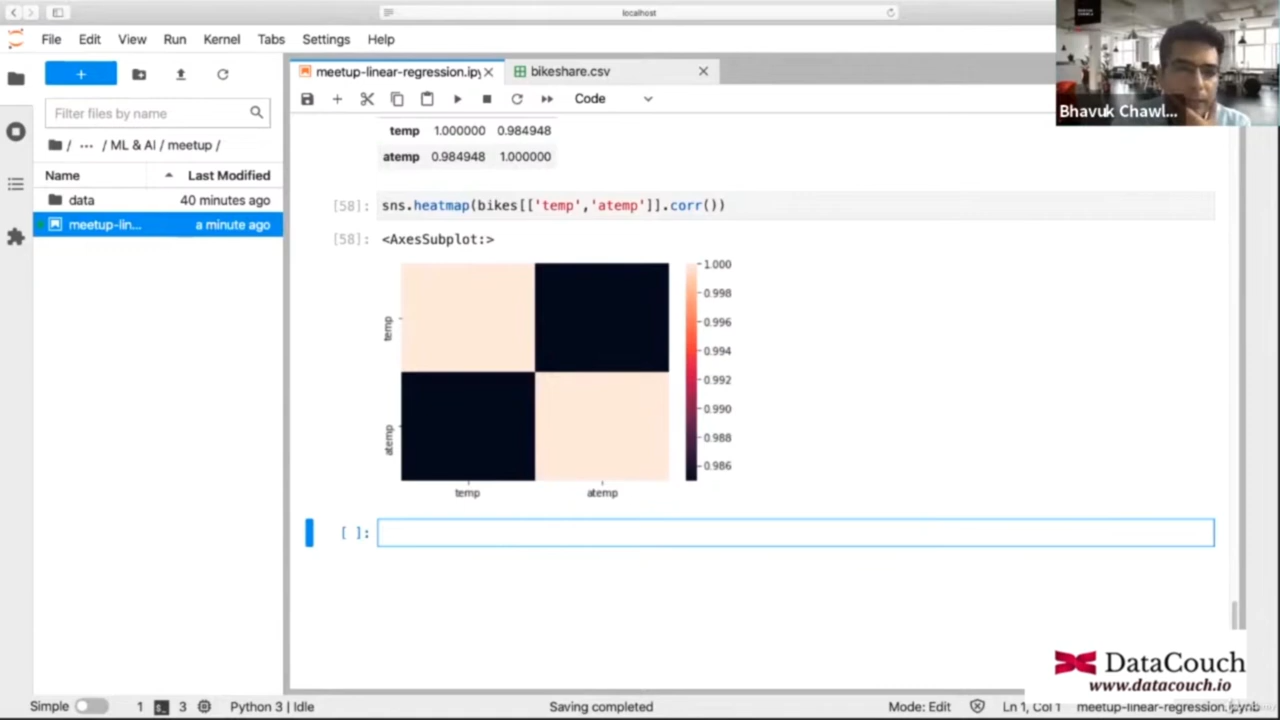 localhost
File Edit View Run Kernel Tabs Settings Help
meetup-linear-regression.ipy
bikeshare.csv
Filter files by name
Code
/ ··· / ML & AI / meetup /
Name Last Modified
data 40 minutes ago
meetup-lin... a minute ago
temp 1.000000 0.984948
atemp 0.984948 1.000000
[58]: sns.heatmap(bikes[['temp','atemp']].corr())
[58]: <AxesSubplot:>
1.000
0.998
0.996
0.994
0.992
0.990
0.988
0.986
temp
atemp
temp atemp
[ ]:
Bhavuk Chawl...
DataCouch
www.datacouch.io
Simple 1 3 Python 3 | Idle Saving completed Mode: Edit Ln 1, Col 1 meetup-linear-regression.ipynb